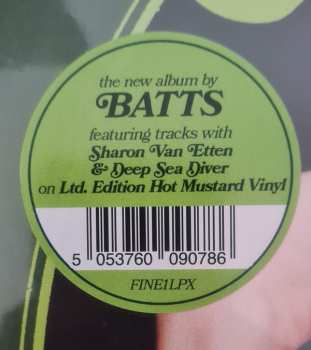 the new album by
BATTS
featuring tracks with
Sharon Van Etten
& Deep Sea Diver
on Ltd. Edition Hot Mustard Vinyl
5 053760 090786
FINE1LPX